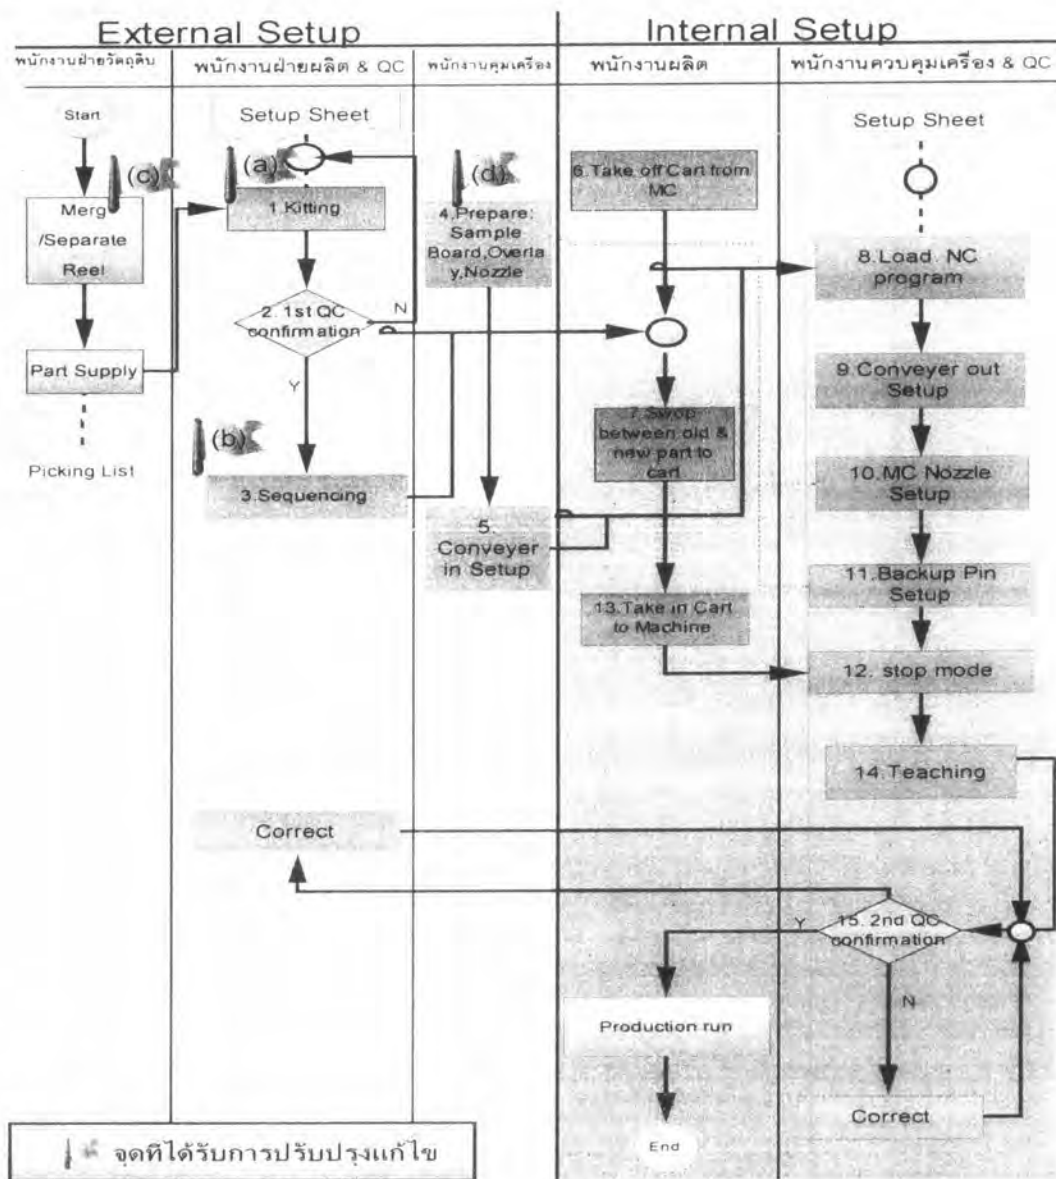 External Setup
Internal Setup
พนักงานฝ่ายวัตถุดิบ
พนักงานฝ่ายผลิต & QC
พนักงานคุมเครื่อง
พนักงานผลิต
พนักงานควบคุมเครื่อง & QC
Start
(c)
Merg
/Separate
Reel
Part Supply
Picking List
Setup Sheet
(a)
1.Kitting
2. 1st QC
confirmation
N
Y
(b)
3.Sequencing
(d)
4.Prepare:
Sample
Board,Overla
y,Nozzle
5.
Conveyer
in Setup
6.Take off Cart from
MC
7.Swop
between old &
new part to
cart
13.Take in Cart
to Machine
Setup Sheet
8.Load NC
program
9.Conveyer out
Setup
10.MC Nozzle
Setup
11.Backup Pin
Setup
12. stop mode
14.Teaching
Correct
15. 2nd QC
confirmation
Y
N
Production run
Correct
End
จุดที่ได้รับการปรับปรุงแก้ไข